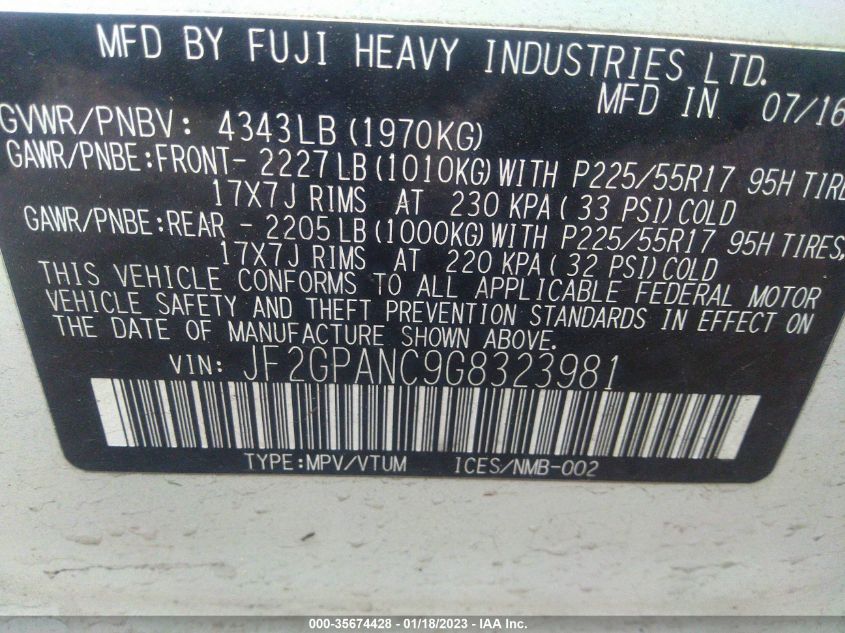 MFD BY FUJI HEAVY INDUSTRIES LTD.
MFD IN 07/16
GVWR/PNBV: 4343LB (1970KG)
GAWR/PNBE:FRONT- 2227 LB (1010KG) WITH P225/55R17 95H TIRE
17X7J RIMS AT 230 KPA ( 33 PSI) COLD
GAWR/PNBE:REAR - 2205 LB (1000KG) WITH P225/55R17 95H TIRES,
17X7J RIMS AT 220 KPA ( 32 PSI) COLD
THIS VEHICLE CONFORMS TO ALL APPLICABLE FEDERAL MOTOR
VEHICLE SAFETY AND THEFT PREVENTION STANDARDS IN EFFECT ON
THE DATE OF MANUFACTURE SHOWN ABOVE.
VIN: JF2GPANC9G8323981
TYPE:MPV/VTUM ICES/NMB-002
000-35674428 - 01/18/2023 - IAA Inc.